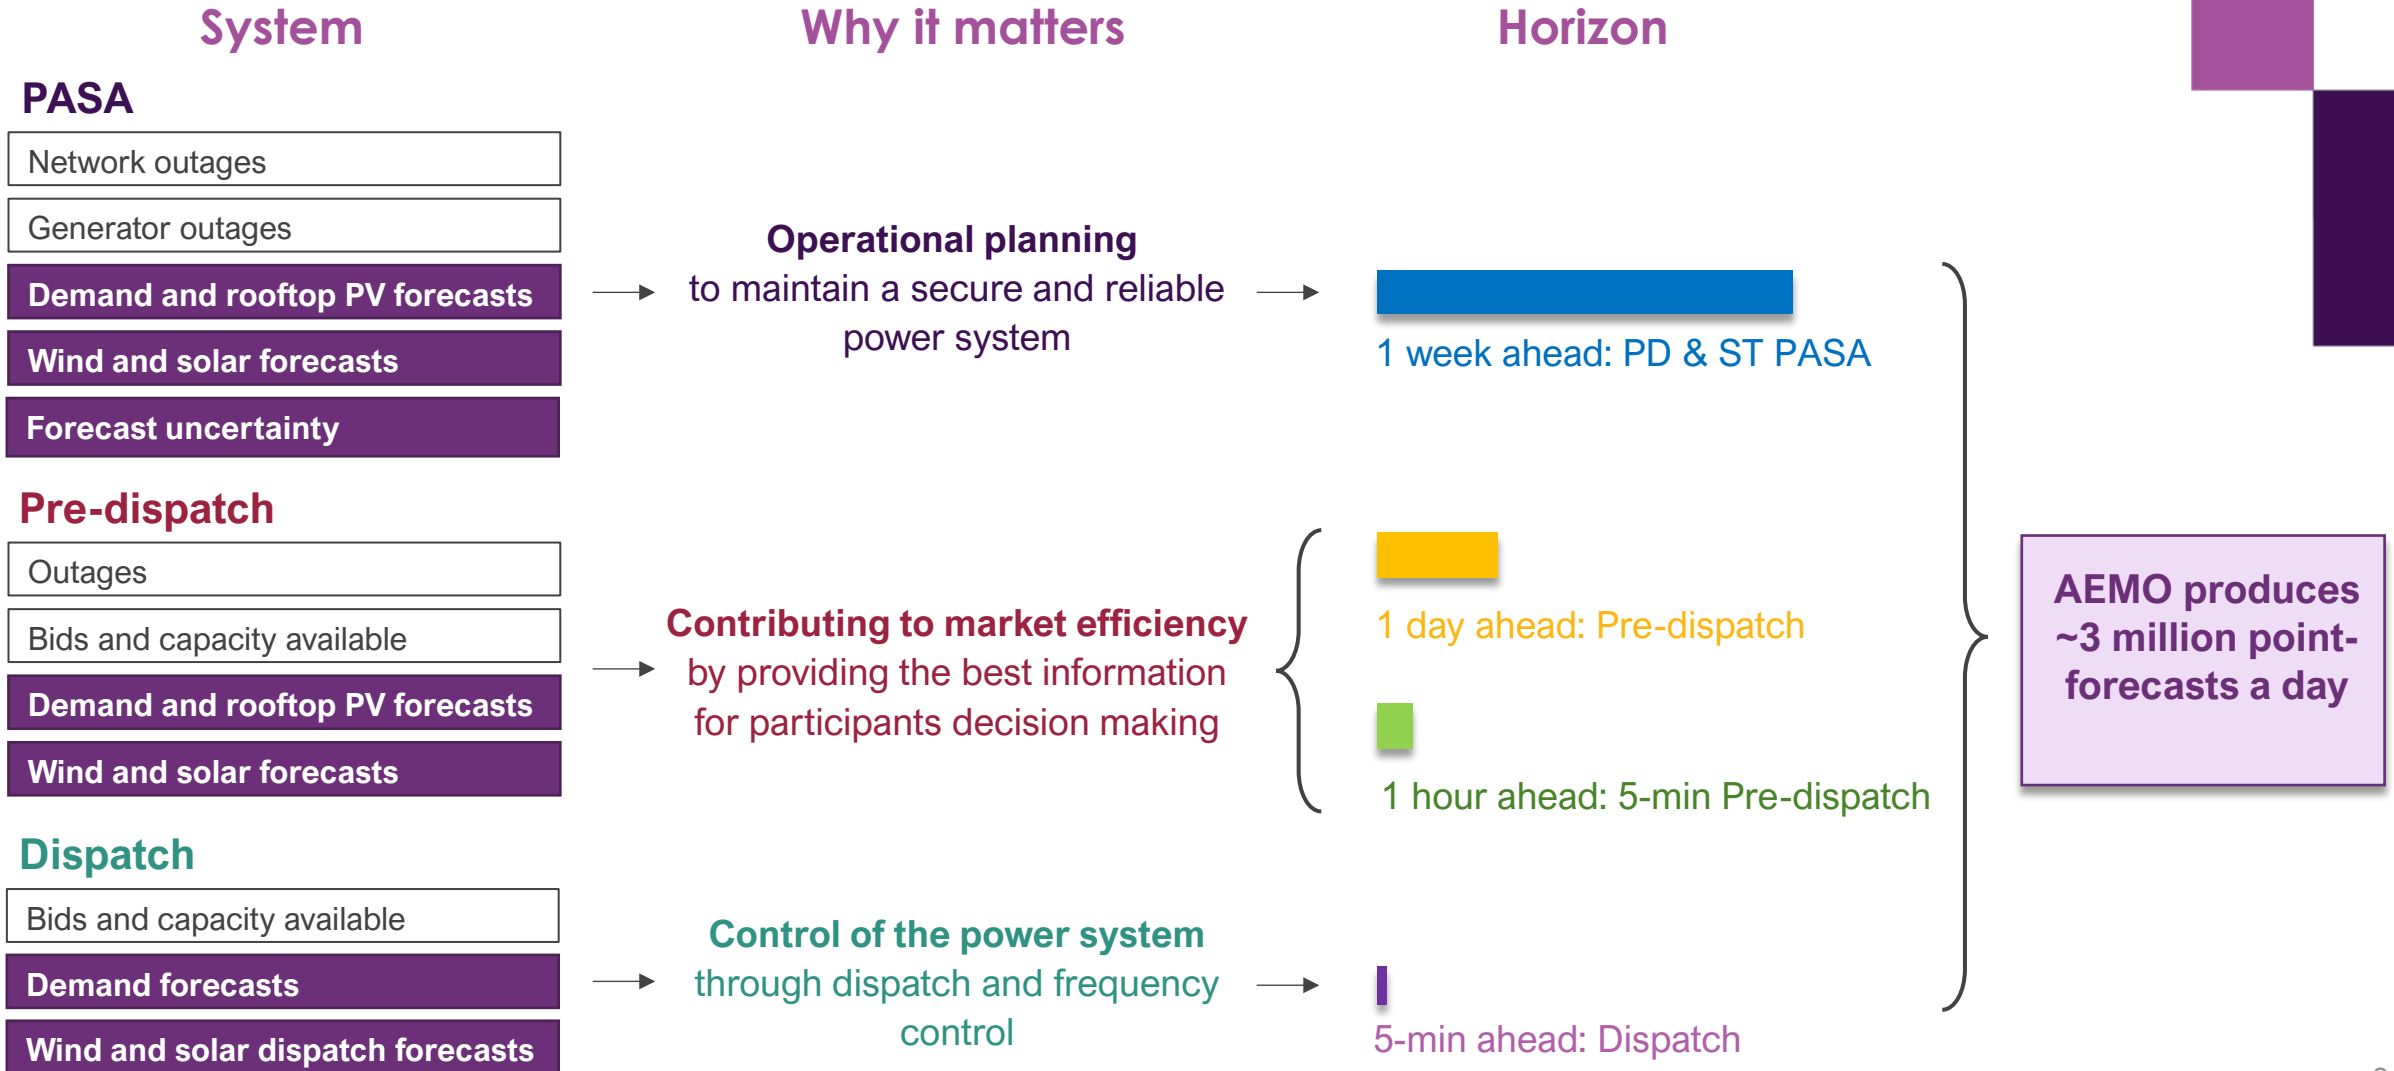 System
Why it matters
Horizon
PASA
Network outages
Generator outages
Demand and rooftop PV forecasts
Wind and solar forecasts
Forecast uncertainty
Operational planning
to maintain a secure and reliable
power system
1 week ahead: PD & ST PASA
Pre-dispatch
Outages
Bids and capacity available
Demand and rooftop PV forecasts
Wind and solar forecasts
Contributing to market efficiency
by providing the best information
for participants decision making
1 day ahead: Pre-dispatch
1 hour ahead: 5-min Pre-dispatch
Dispatch
Bids and capacity available
Demand forecasts
Wind and solar dispatch forecasts
Control of the power system
through dispatch and frequency
control
5-min ahead: Dispatch
AEMO produces
~3 million point-
forecasts a day